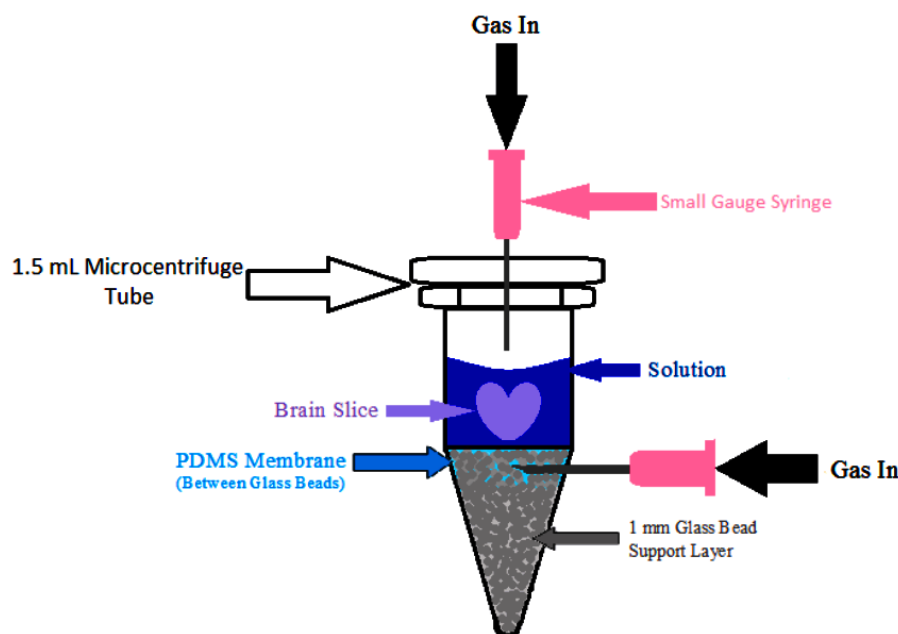 Gas In
Small Gauge Syringe
1.5 mL Microcentrifuge
Tube
Solution
Brain Slice
PDMS Membrane
(Between Glass Beads)
Gas In
1 mm Glass Bead
Support Layer